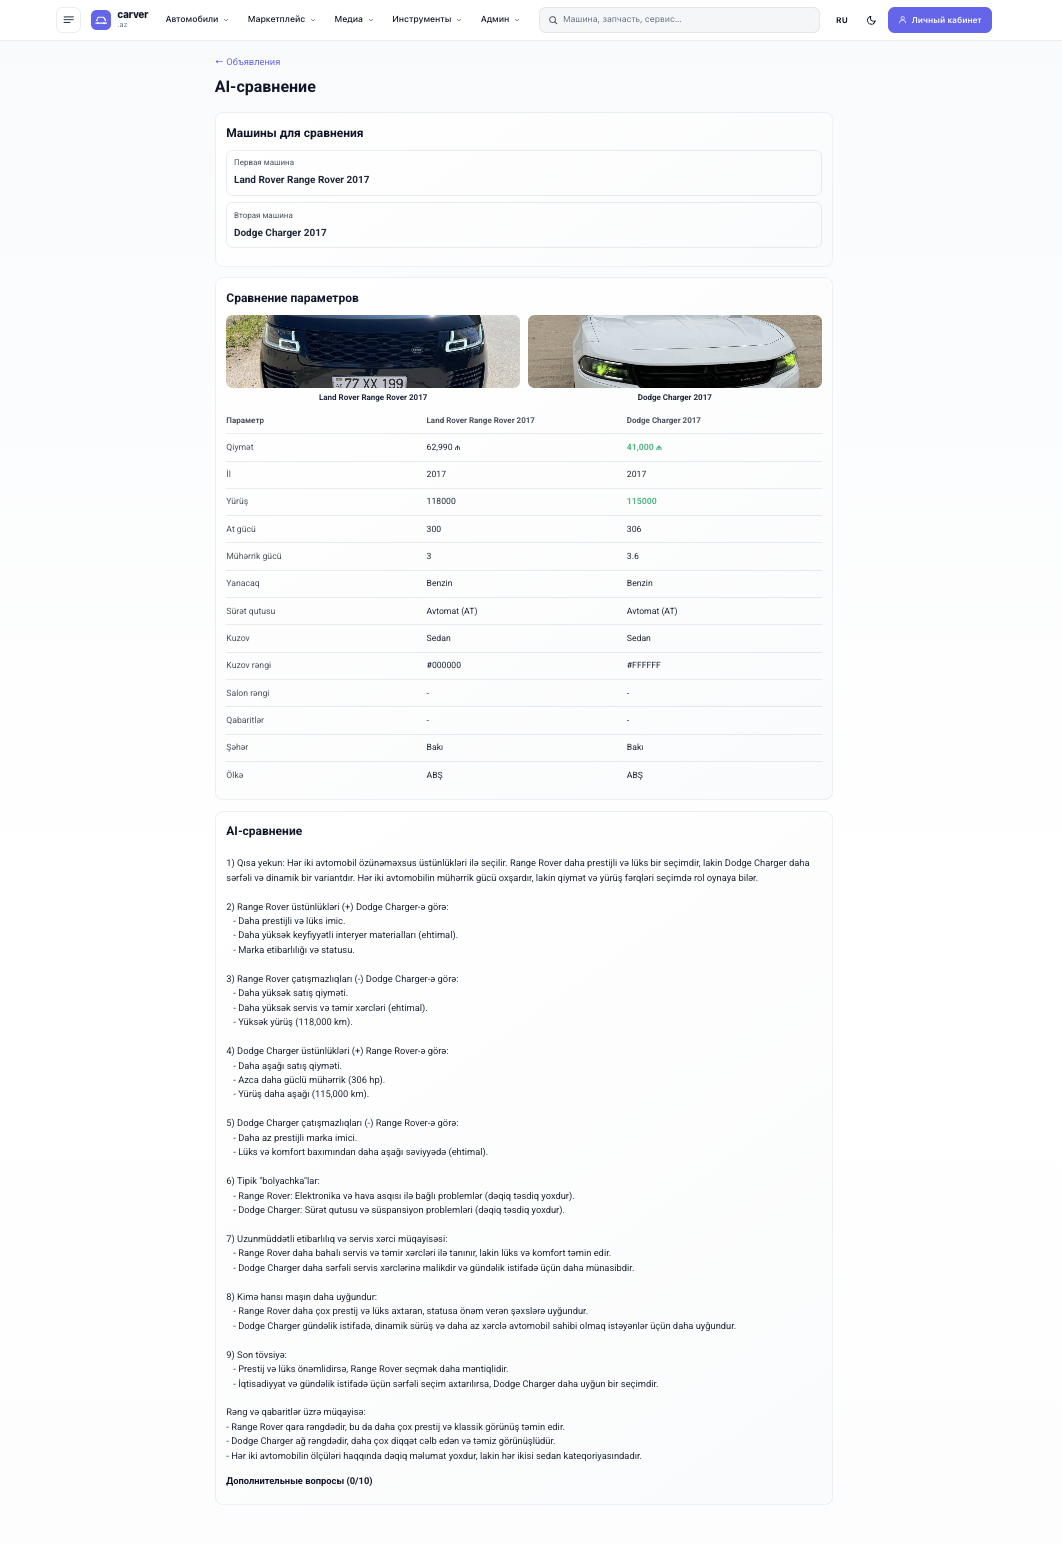 carver
.az
Автомобили
Маркетплейс
Медиа
Инструменты
Админ
Машина, запчасть, сервис...
RU
Личный кабинет
← Объявления
AI-сравнение
Машины для сравнения
Первая машина
Land Rover Range Rover 2017
Вторая машина
Dodge Charger 2017
Сравнение параметров
77 XX 199
Land Rover Range Rover 2017
Dodge Charger 2017
Параметр Land Rover Range Rover 2017 Dodge Charger 2017
Qiymət 62,990 ₼ 41,000 ₼
İl 2017 2017
Yürüş 118000 115000
At gücü 300 306
Mühərrik gücü 3 3.6
Yanacaq Benzin Benzin
Sürət qutusu Avtomat (AT) Avtomat (AT)
Kuzov Sedan Sedan
Kuzov rəngi #000000 #FFFFFF
Salon rəngi - -
Qabaritlər - -
Şəhər Bakı Bakı
Ölkə ABŞ ABŞ
AI-сравнение
1) Qısa yekun: Hər iki avtomobil özünəməxsus üstünlükləri ilə seçilir. Range Rover daha prestijli və lüks bir seçimdir, lakin Dodge Charger daha
sərfəli və dinamik bir variantdır. Hər iki avtomobilin mühərrik gücü oxşardır, lakin qiymət və yürüş fərqləri seçimdə rol oynaya bilər.
2) Range Rover üstünlükləri (+) Dodge Charger-ə görə:
- Daha prestijli və lüks imic.
- Daha yüksək keyfiyyətli interyer materialları (ehtimal).
- Marka etibarlılığı və statusu.
3) Range Rover çatışmazlıqları (-) Dodge Charger-ə görə:
- Daha yüksək satış qiyməti.
- Daha yüksək servis və təmir xərcləri (ehtimal).
- Yüksək yürüş (118,000 km).
4) Dodge Charger üstünlükləri (+) Range Rover-ə görə:
- Daha aşağı satış qiyməti.
- Azca daha güclü mühərrik (306 hp).
- Yürüş daha aşağı (115,000 km).
5) Dodge Charger çatışmazlıqları (-) Range Rover-ə görə:
- Daha az prestijli marka imici.
- Lüks və komfort baxımından daha aşağı səviyyədə (ehtimal).
6) Tipik "bolyachka"lar:
- Range Rover: Elektronika və hava asqısı ilə bağlı problemlər (dəqiq təsdiq yoxdur).
- Dodge Charger: Sürət qutusu və süspansiyon problemləri (dəqiq təsdiq yoxdur).
7) Uzunmüddətli etibarlılıq və servis xərci müqayisəsi:
- Range Rover daha bahalı servis və təmir xərcləri ilə tanınır, lakin lüks və komfort təmin edir.
- Dodge Charger daha sərfəli servis xərclərinə malikdir və gündəlik istifadə üçün daha münasibdir.
8) Kimə hansı maşın daha uyğundur:
- Range Rover daha çox prestij və lüks axtaran, statusa önəm verən şəxslərə uyğundur.
- Dodge Charger gündəlik istifadə, dinamik sürüş və daha az xərclə avtomobil sahibi olmaq istəyənlər üçün daha uyğundur.
9) Son tövsiyə:
- Prestij və lüks önəmlidirsə, Range Rover seçmək daha məntiqlidir.
- İqtisadiyyat və gündəlik istifadə üçün sərfəli seçim axtarılırsa, Dodge Charger daha uyğun bir seçimdir.
Rəng və qabaritlər üzrə müqayisə:
- Range Rover qara rəngdədir, bu da daha çox prestij və klassik görünüş təmin edir.
- Dodge Charger ağ rəngdədir, daha çox diqqət cəlb edən və təmiz görünüşlüdür.
- Hər iki avtomobilin ölçüləri haqqında dəqiq məlumat yoxdur, lakin hər ikisi sedan kateqoriyasındadır.
Дополнительные вопросы (0/10)